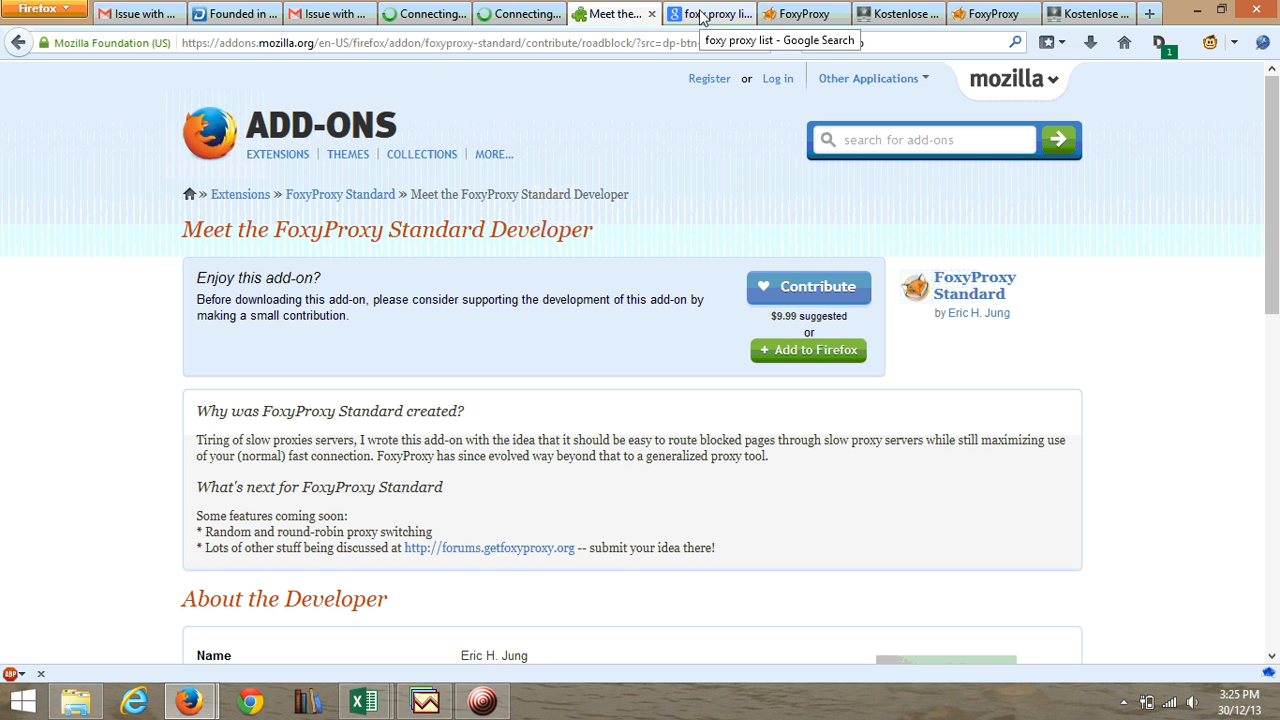 Firefox
Issue with ...
Founded in ...
Issue with ...
Connecting...
Connecting...
Meet the...
foxy proxy li...
FoxyProxy
Kostenlose ...
FoxyProxy
Kostenlose ...
Mozilla Foundation (US)
https://addons.mozilla.org/en-US/firefox/addon/foxyproxy-standard/contribute/roadblock/?src=dp-btn-
foxy proxy list - Google Search
1
Register or Log in
Other Applications
mozilla
ADD-ONS
EXTENSIONS | THEMES | COLLECTIONS | MORE...
search for add-ons
» Extensions » FoxyProxy Standard » Meet the FoxyProxy Standard Developer
Meet the FoxyProxy Standard Developer
Enjoy this add-on?
Before downloading this add-on, please consider supporting the development of this add-on by
making a small contribution.
Contribute
$9.99 suggested
or
+ Add to Firefox
FoxyProxy
Standard
by Eric H. Jung
Why was FoxyProxy Standard created?
Tiring of slow proxies servers, I wrote this add-on with the idea that it should be easy to route blocked pages through slow proxy servers while still maximizing use
of your (normal) fast connection. FoxyProxy has since evolved way beyond that to a generalized proxy tool.
What's next for FoxyProxy Standard
Some features coming soon:
* Random and round-robin proxy switching
* Lots of other stuff being discussed at http://forums.getfoxyproxy.org -- submit your idea there!
About the Developer
Name
Eric H. Jung
ABP
3:25 PM
30/12/13